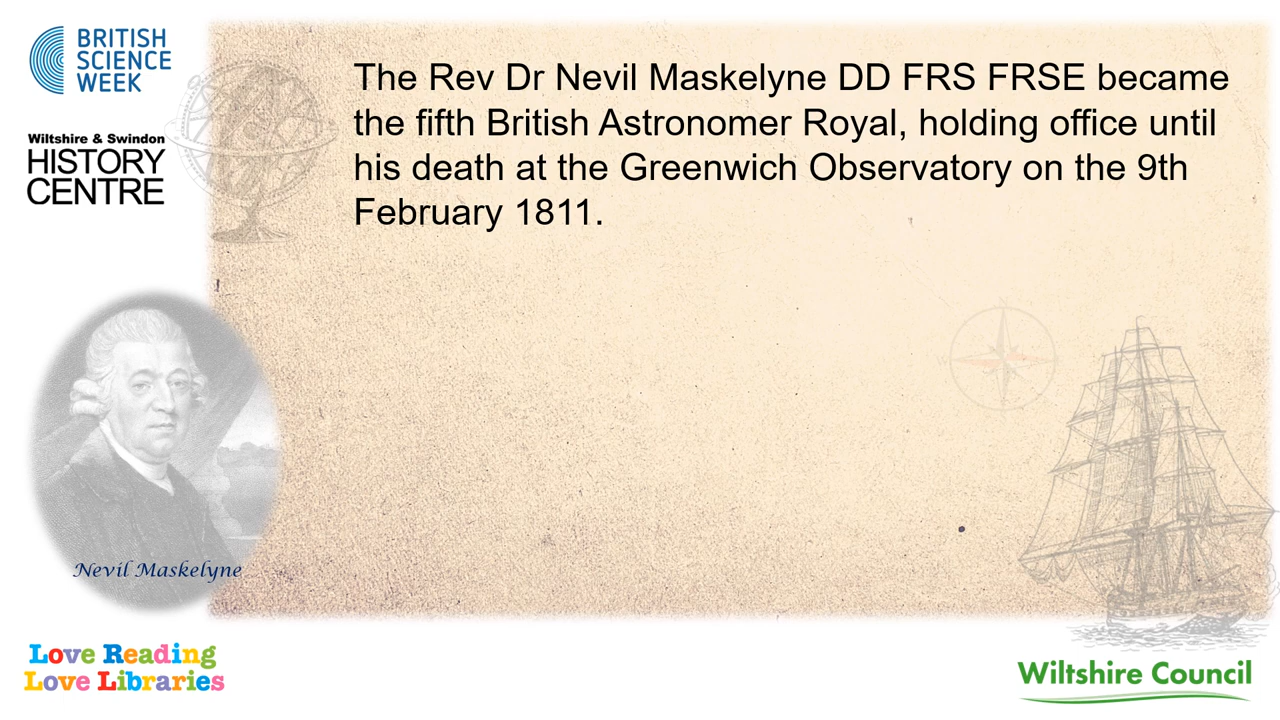 BRITISH
SCIENCE
WEEK
Wiltshire & Swindon
HISTORY
CENTRE
The Rev Dr Nevil Maskelyne DD FRS FRSE became
the fifth British Astronomer Royal, holding office until
his death at the Greenwich Observatory on the 9th
February 1811.
Nevil Maskelyne
Love Reading
Love Libraries
Wiltshire Council